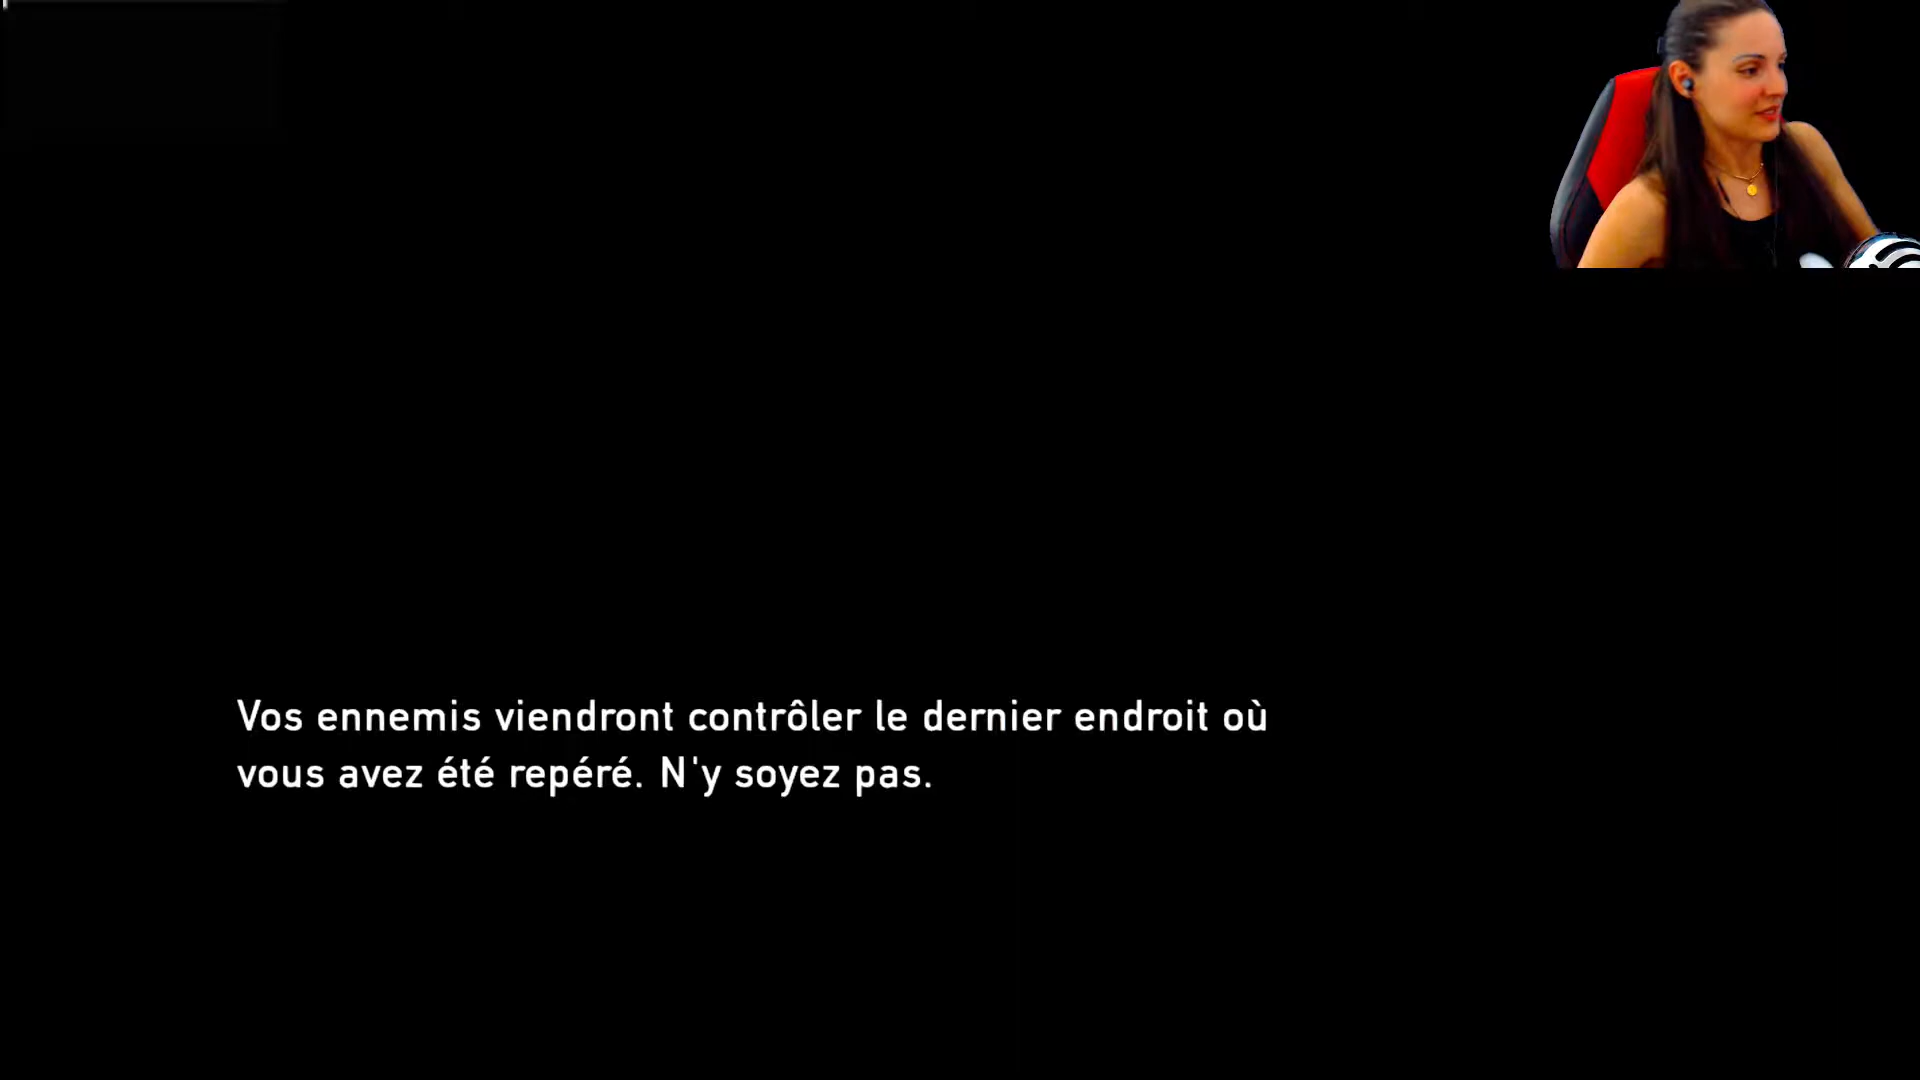 Vos ennemis viendront contrôler le dernier endroit où
vous avez été repéré. N'y soyez pas.